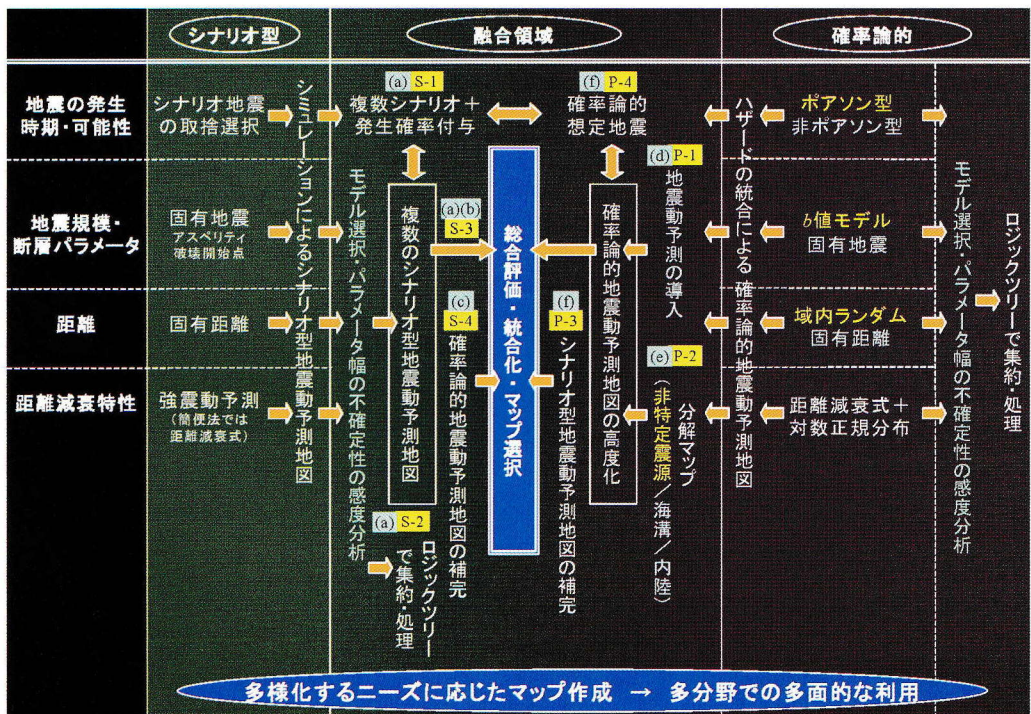 シナリオ型
融合領域
確率論的
地震の発生
時期・可能性
シナリオ地震
の取捨選択
シミュレーションによるシナリオ型地震動予測地図
(a) S-1
複数シナリオ+
発生確率付与
(f) P-4
確率論的
想定地震
ハザードの統合による確率論的地震動予測地図
ポアソン型
非ポアソン型
地震規模・
断層パラメータ
固有地震
アスペリティ
破壊開始点
モデル選択・パラメータ幅の不確定性の感度分析
複数のシナリオ型地震動予測地図
(a)(b)
S-3
総合評価・統合化・マップ選択
確率論的地震動予測地図の高度化
(d) P-1
地震動予測の導入
b値モデル
固有地震
モデル選択・パラメータ幅の不確定性の感度分析
ロジックツリーで集約・処理
距離
固有距離
(c)
S-4
確率論的地震動予測地図の補完
(f)
P-3
シナリオ型地震動予測地図の補完
(e) P-2
分解マップ
(非特定震源/海溝/内陸)
域内ランダム
固有距離
距離減衰特性
強震動予測
(簡便法では
距離減衰式)
距離減衰式+
対数正規分布
(a) S-2
ロジックツリー
で集約・処理
多様化するニーズに応じたマップ作成 → 多分野での多面的な利用